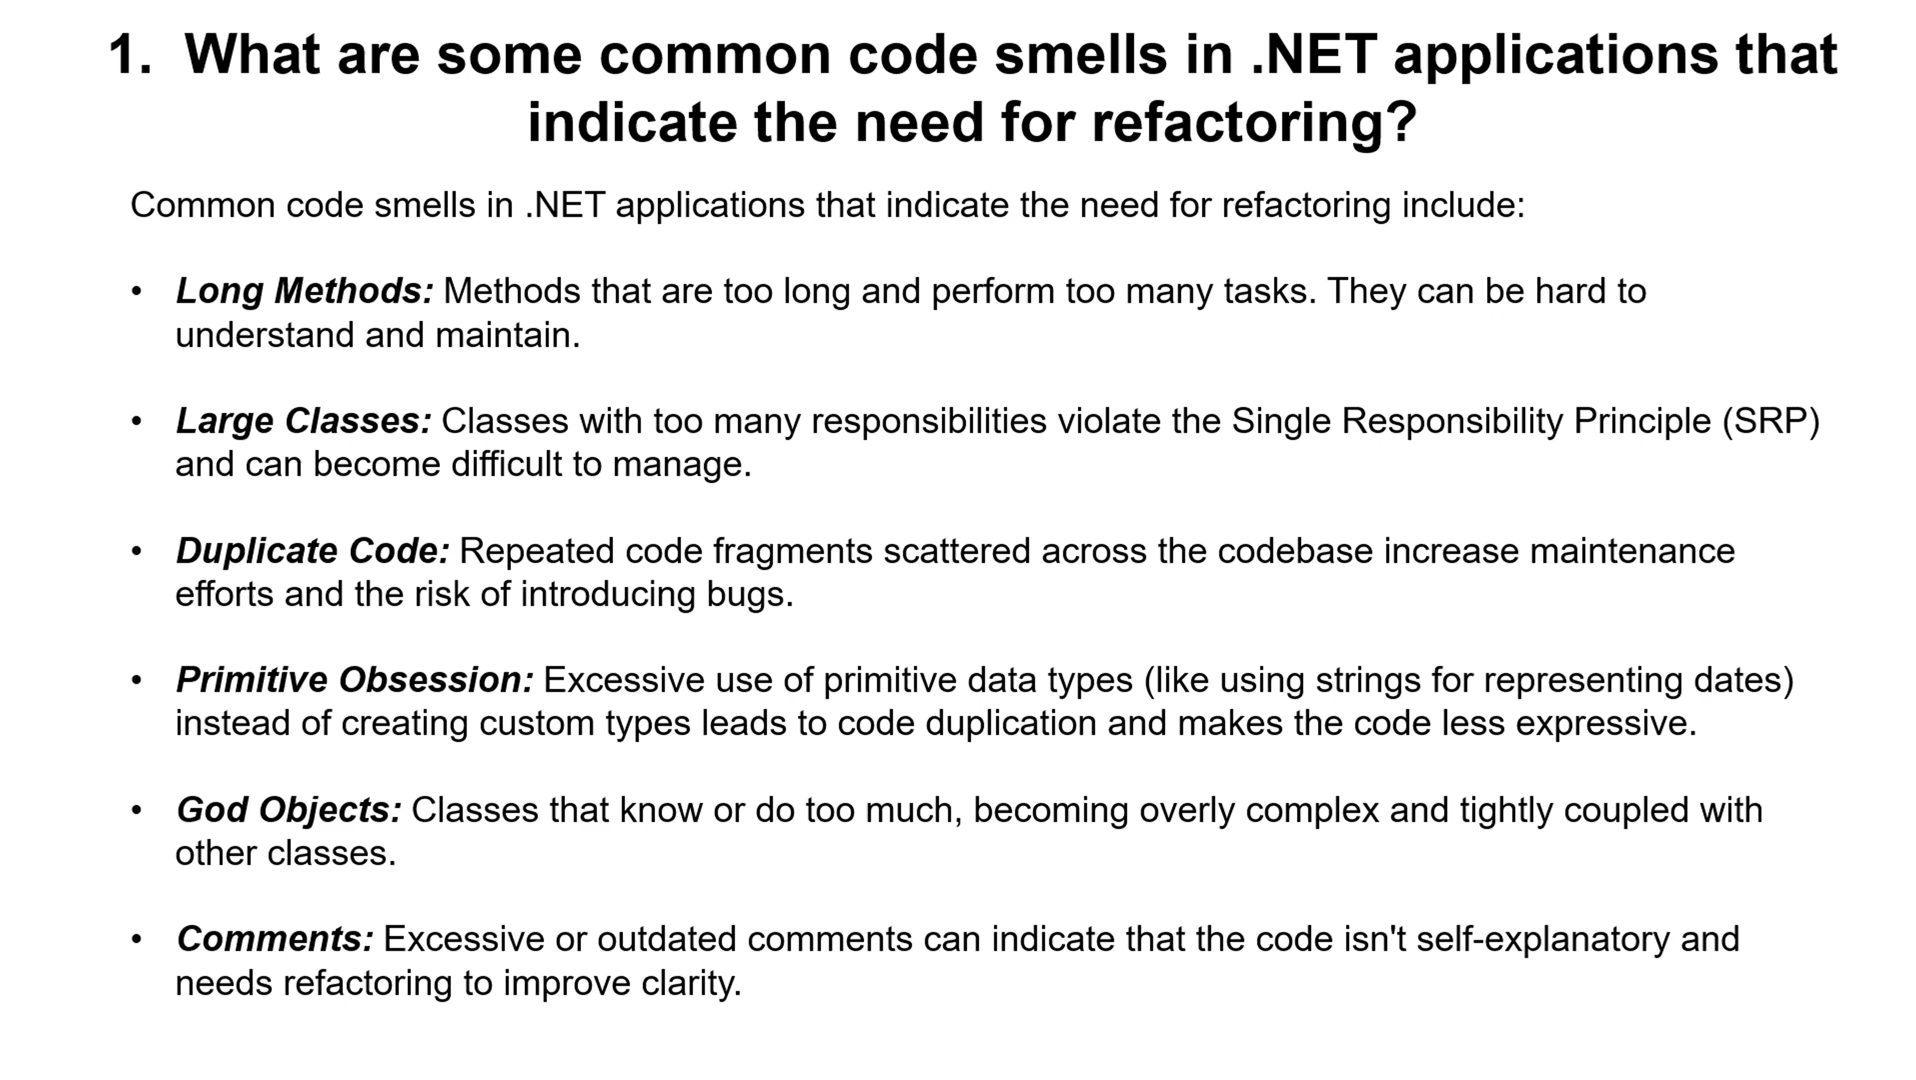 1. What are some common code smells in .NET applications that
indicate the need for refactoring?
Common code smells in .NET applications that indicate the need for refactoring include:
• Long Methods: Methods that are too long and perform too many tasks. They can be hard to
understand and maintain.
• Large Classes: Classes with too many responsibilities violate the Single Responsibility Principle (SRP)
and can become difficult to manage.
• Duplicate Code: Repeated code fragments scattered across the codebase increase maintenance
efforts and the risk of introducing bugs.
• Primitive Obsession: Excessive use of primitive data types (like using strings for representing dates)
instead of creating custom types leads to code duplication and makes the code less expressive.
• God Objects: Classes that know or do too much, becoming overly complex and tightly coupled with
other classes.
• Comments: Excessive or outdated comments can indicate that the code isn't self-explanatory and
needs refactoring to improve clarity.